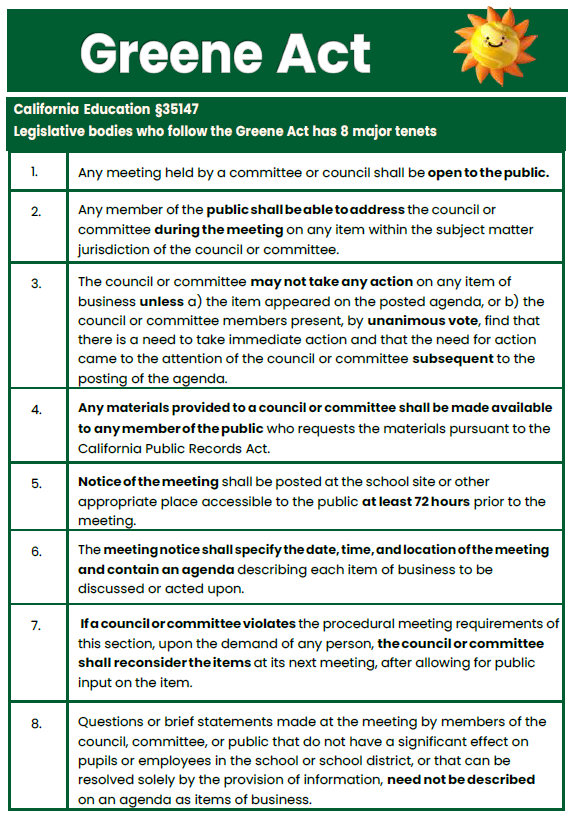 Greene Act
California Education §35147
Legislative bodies who follow the Greene Act has 8 major tenets
1.
Any meeting held by a committee or council shall be open to the public.
2.
Any member of the public shall be able to address the council or
committee during the meeting on any item within the subject matter
jurisdiction of the council or committee.
3.
The council or committee may not take any action on any item of
business unless a) the item appeared on the posted agenda, or b) the
council or committee members present, by unanimous vote, find that
there is a need to take immediate action and that the need for action
came to the attention of the council or committee subsequent to the
posting of the agenda.
4.
Any materials provided to a council or committee shall be made available
to any member of the public who requests the materials pursuant to the
California Public Records Act.
5.
Notice of the meeting shall be posted at the school site or other
appropriate place accessible to the public at least 72 hours prior to the
meeting.
6.
The meeting notice shall specify the date, time, and location of the meeting
and contain an agenda describing each item of business to be
discussed or acted upon.
7.
If a council or committee violates the procedural meeting requirements of
this section, upon the demand of any person, the council or committee
shall reconsider the items at its next meeting, after allowing for public
input on the item.
8.
Questions or brief statements made at the meeting by members of the
council, committee, or public that do not have a significant effect on
pupils or employees in the school or school district, or that can be
resolved solely by the provision of information, need not be described
on an agenda as items of business.